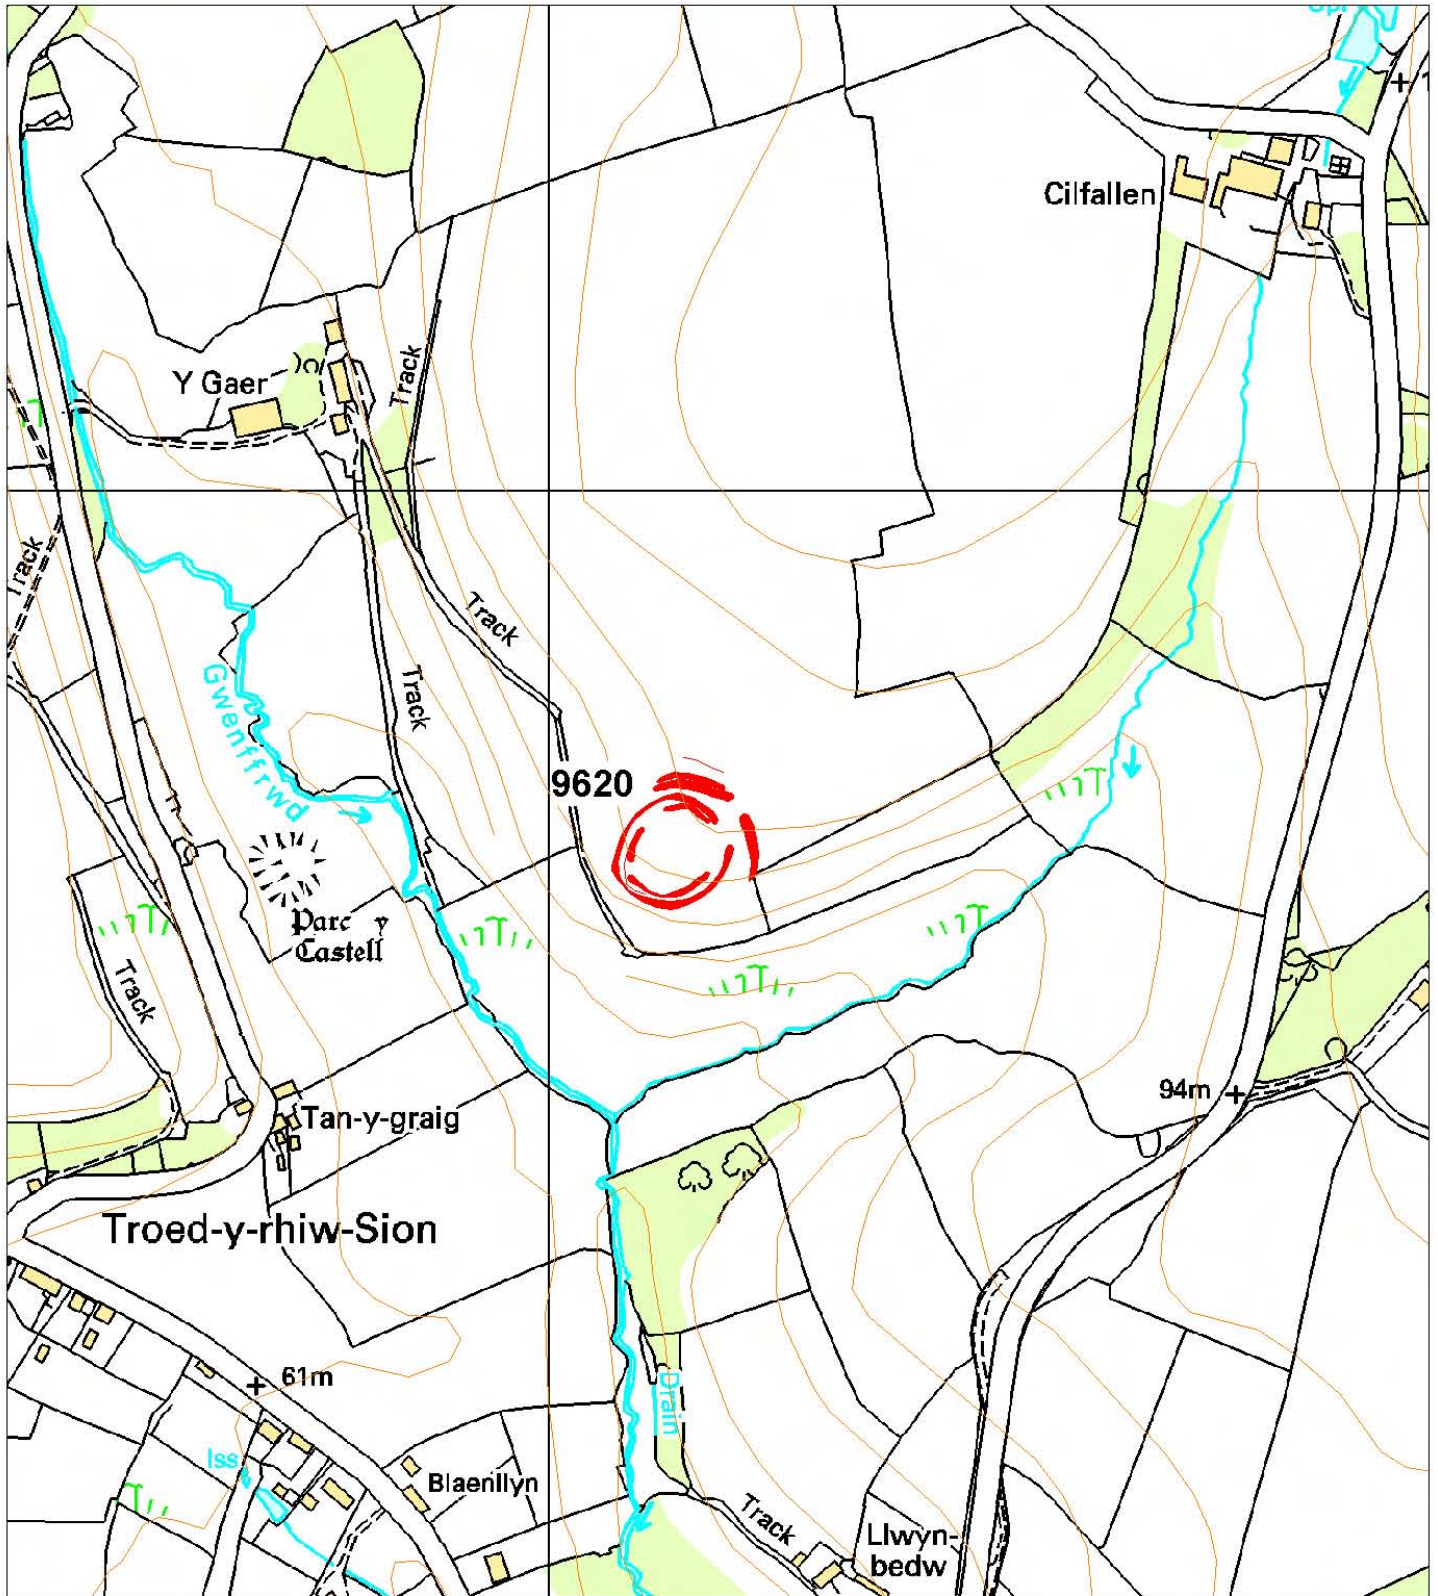 Cilfallen
Y Gaer
Track
Track
Track
Track
Gwenffrwd
9620
Parc y
Castell
Track
94m
Tan-y-graig
Troed-y-rhiw-Sion
61m
Drain
Iss
Blaenllyn
Track
Llwyn-
bedw